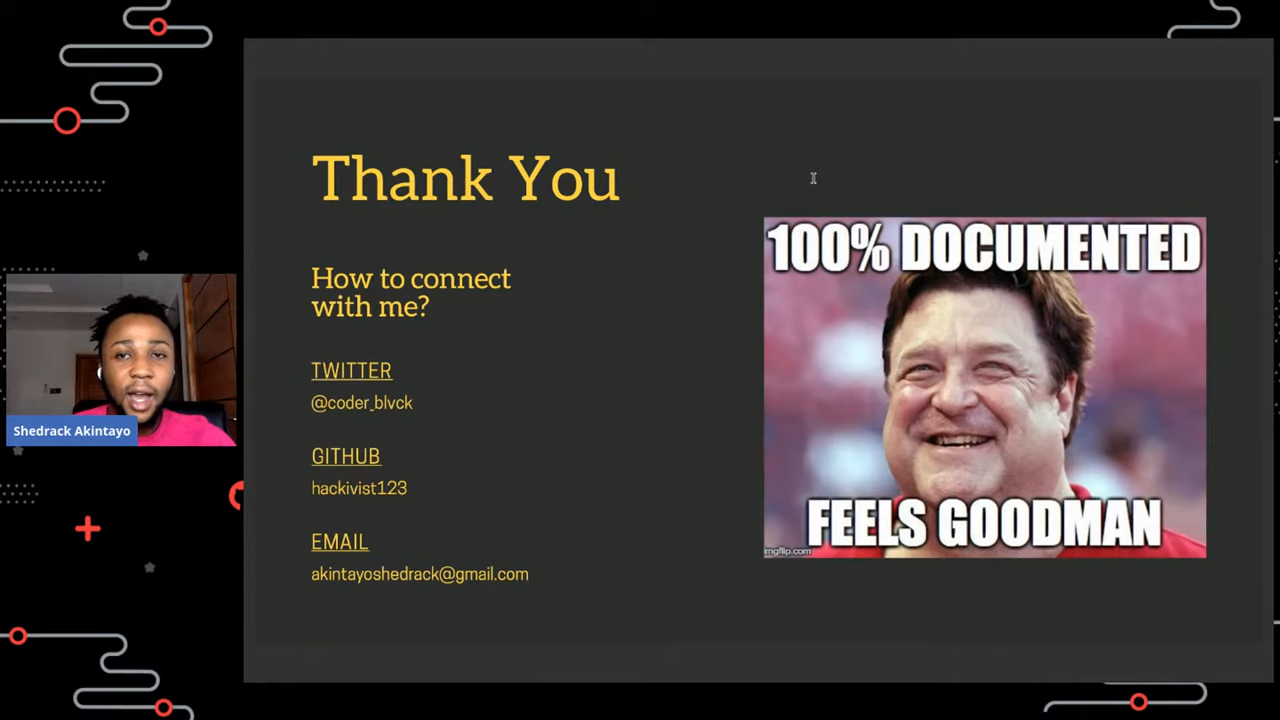 Thank You
How to connect
with me?
TWITTER
@coder_blvck
GITHUB
hackivist123
EMAIL
akintayoshedrack@gmail.com
100% DOCUMENTED
FEELS GOODMAN
imgflip.com
Shedrack Akintayo